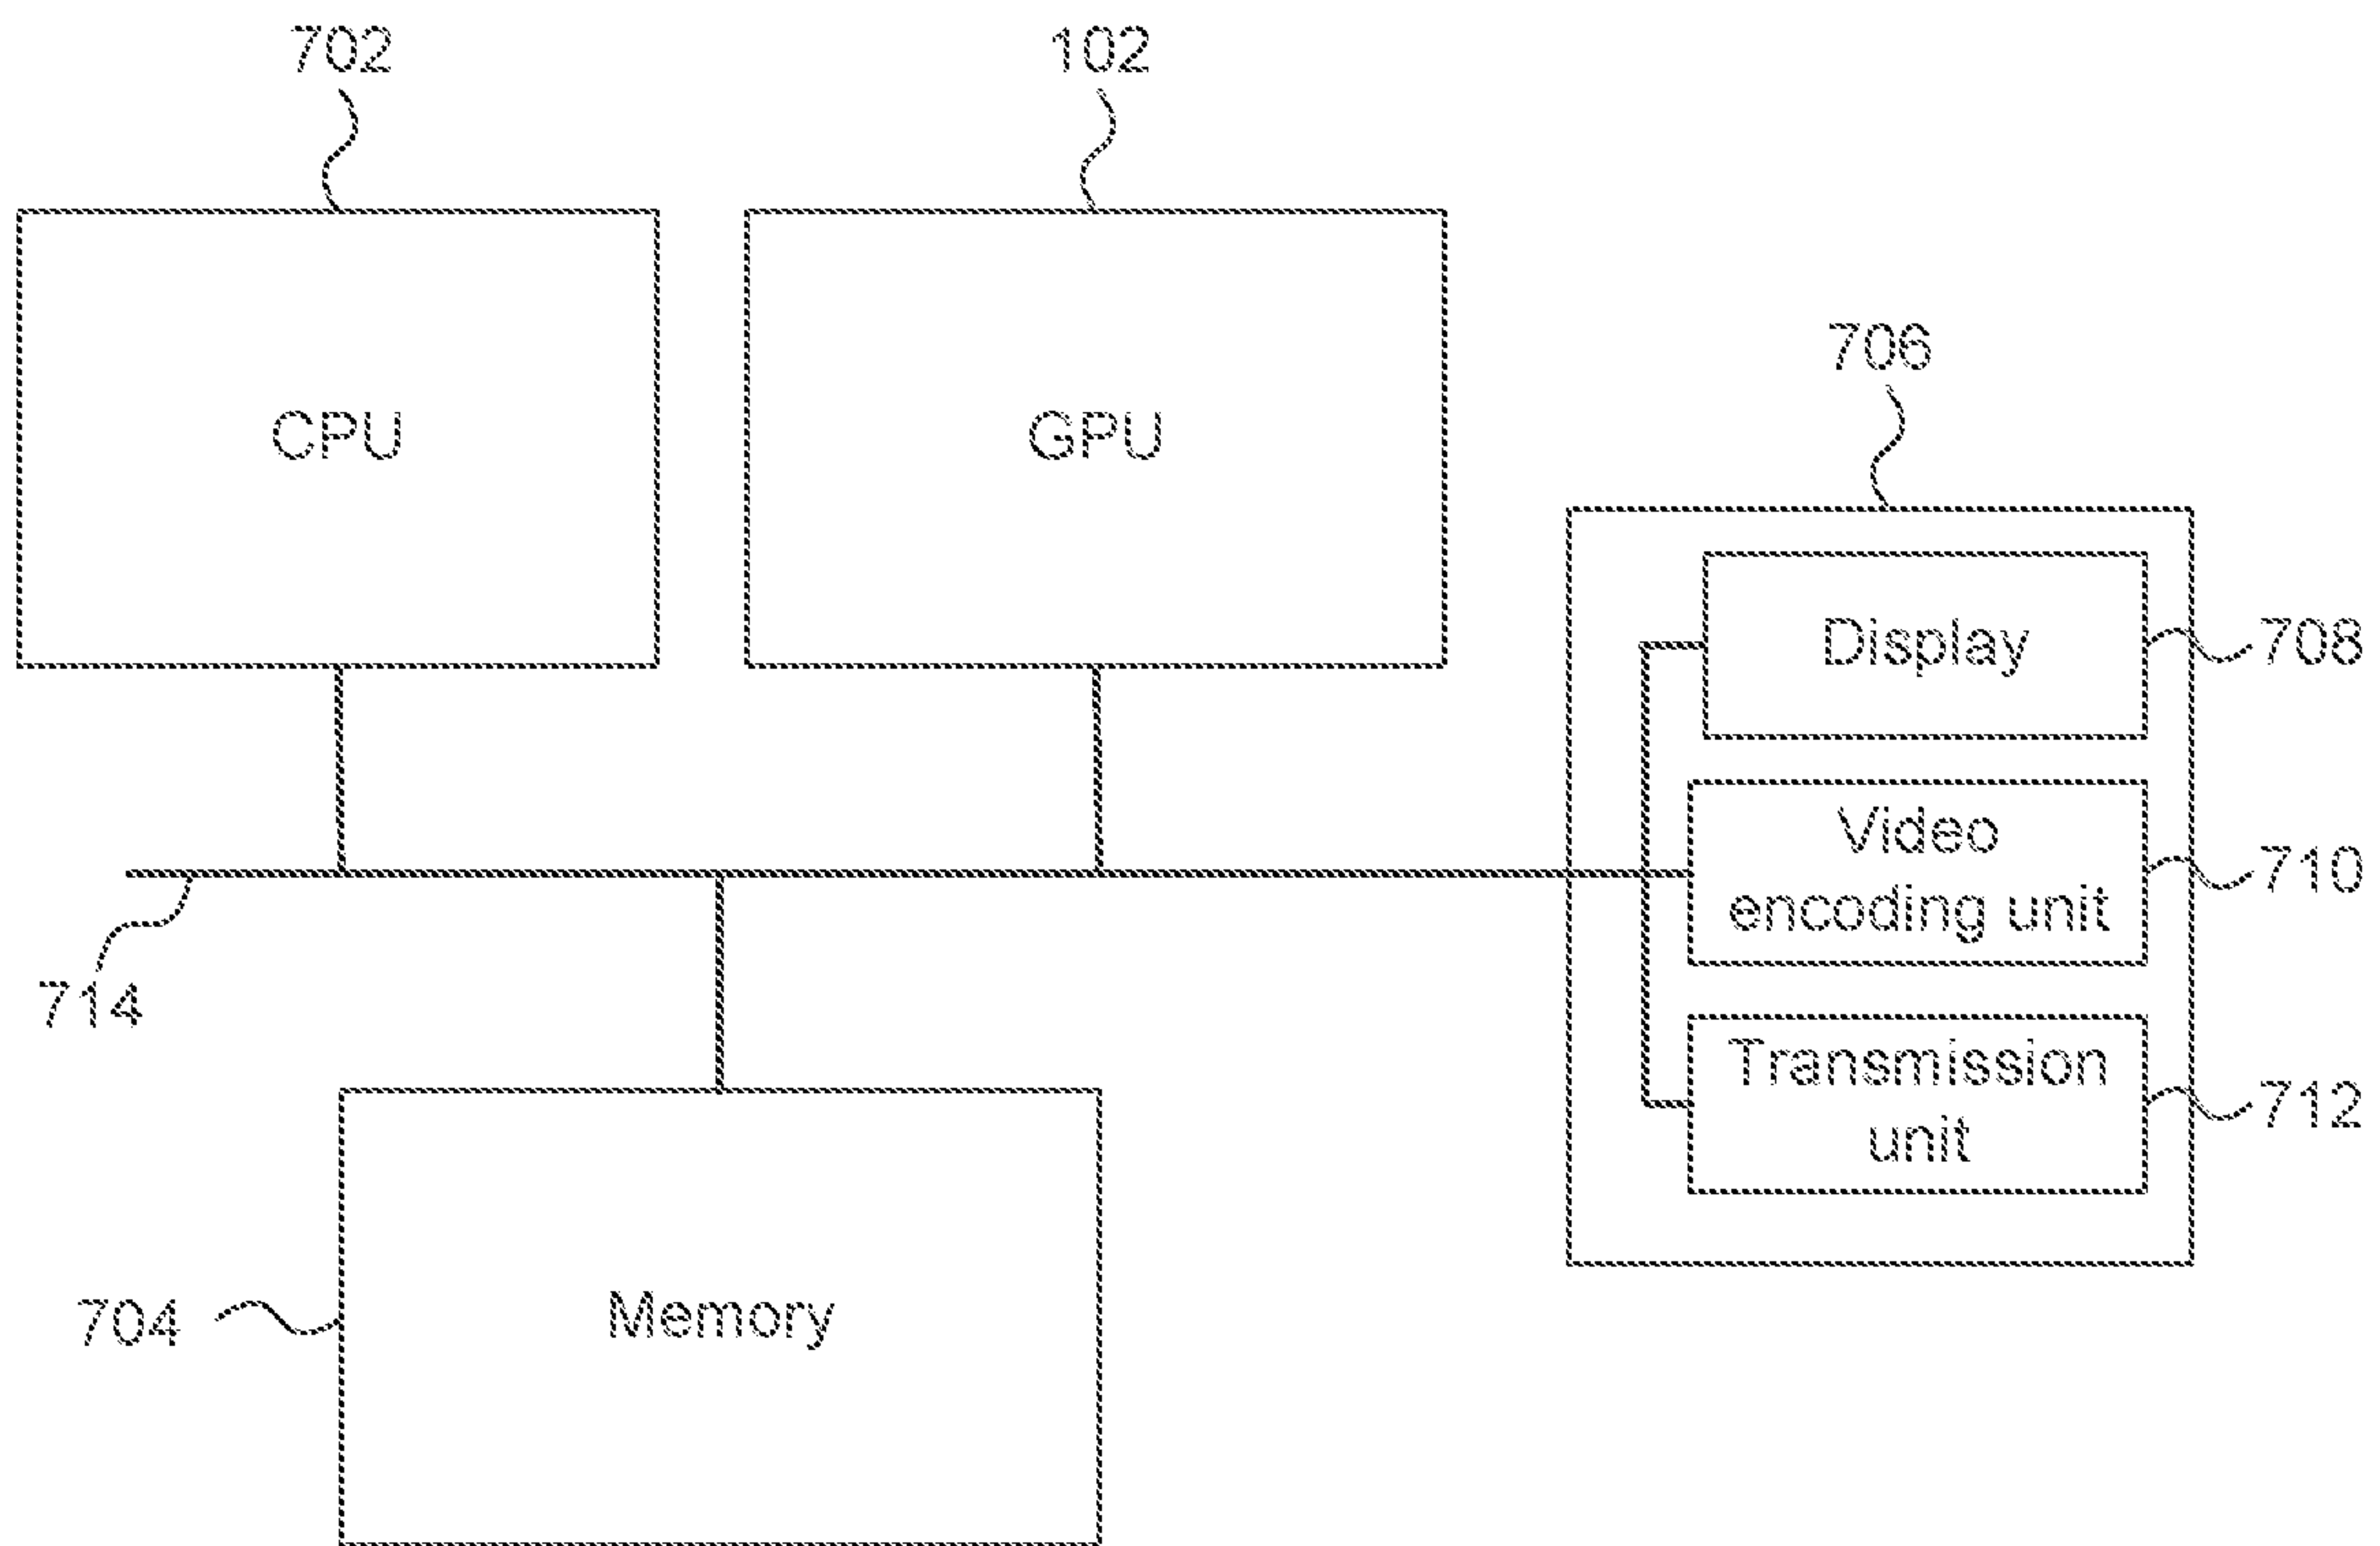 702
102
CPU
GPU
706
Display
708
Video
encoding unit
710
714
Transmission
unit
712
704
Memory